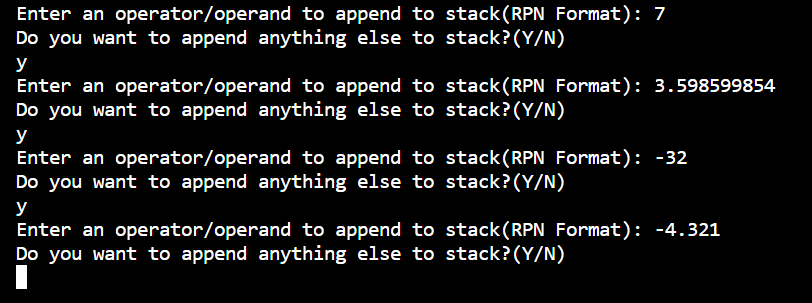 Enter an operator/operand to append to stack(RPN Format): 7
Do you want to append anything else to stack?(Y/N)
y
Enter an operator/operand to append to stack(RPN Format): 3.598599854
Do you want to append anything else to stack?(Y/N)
y
Enter an operator/operand to append to stack(RPN Format): -32
Do you want to append anything else to stack?(Y/N)
y
Enter an operator/operand to append to stack(RPN Format): -4.321
Do you want to append anything else to stack?(Y/N)